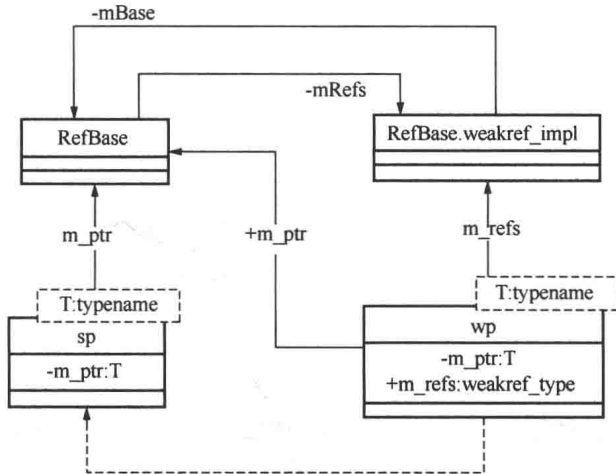 -mBase
-mRefs
RefBase
RefBase.weakref_impl
m_ptr
+m_ptr
m_refs
T:typename
T:typename
sp
wp
-m_ptr:T
-m_ptr:T
+m_refs:weakref_type